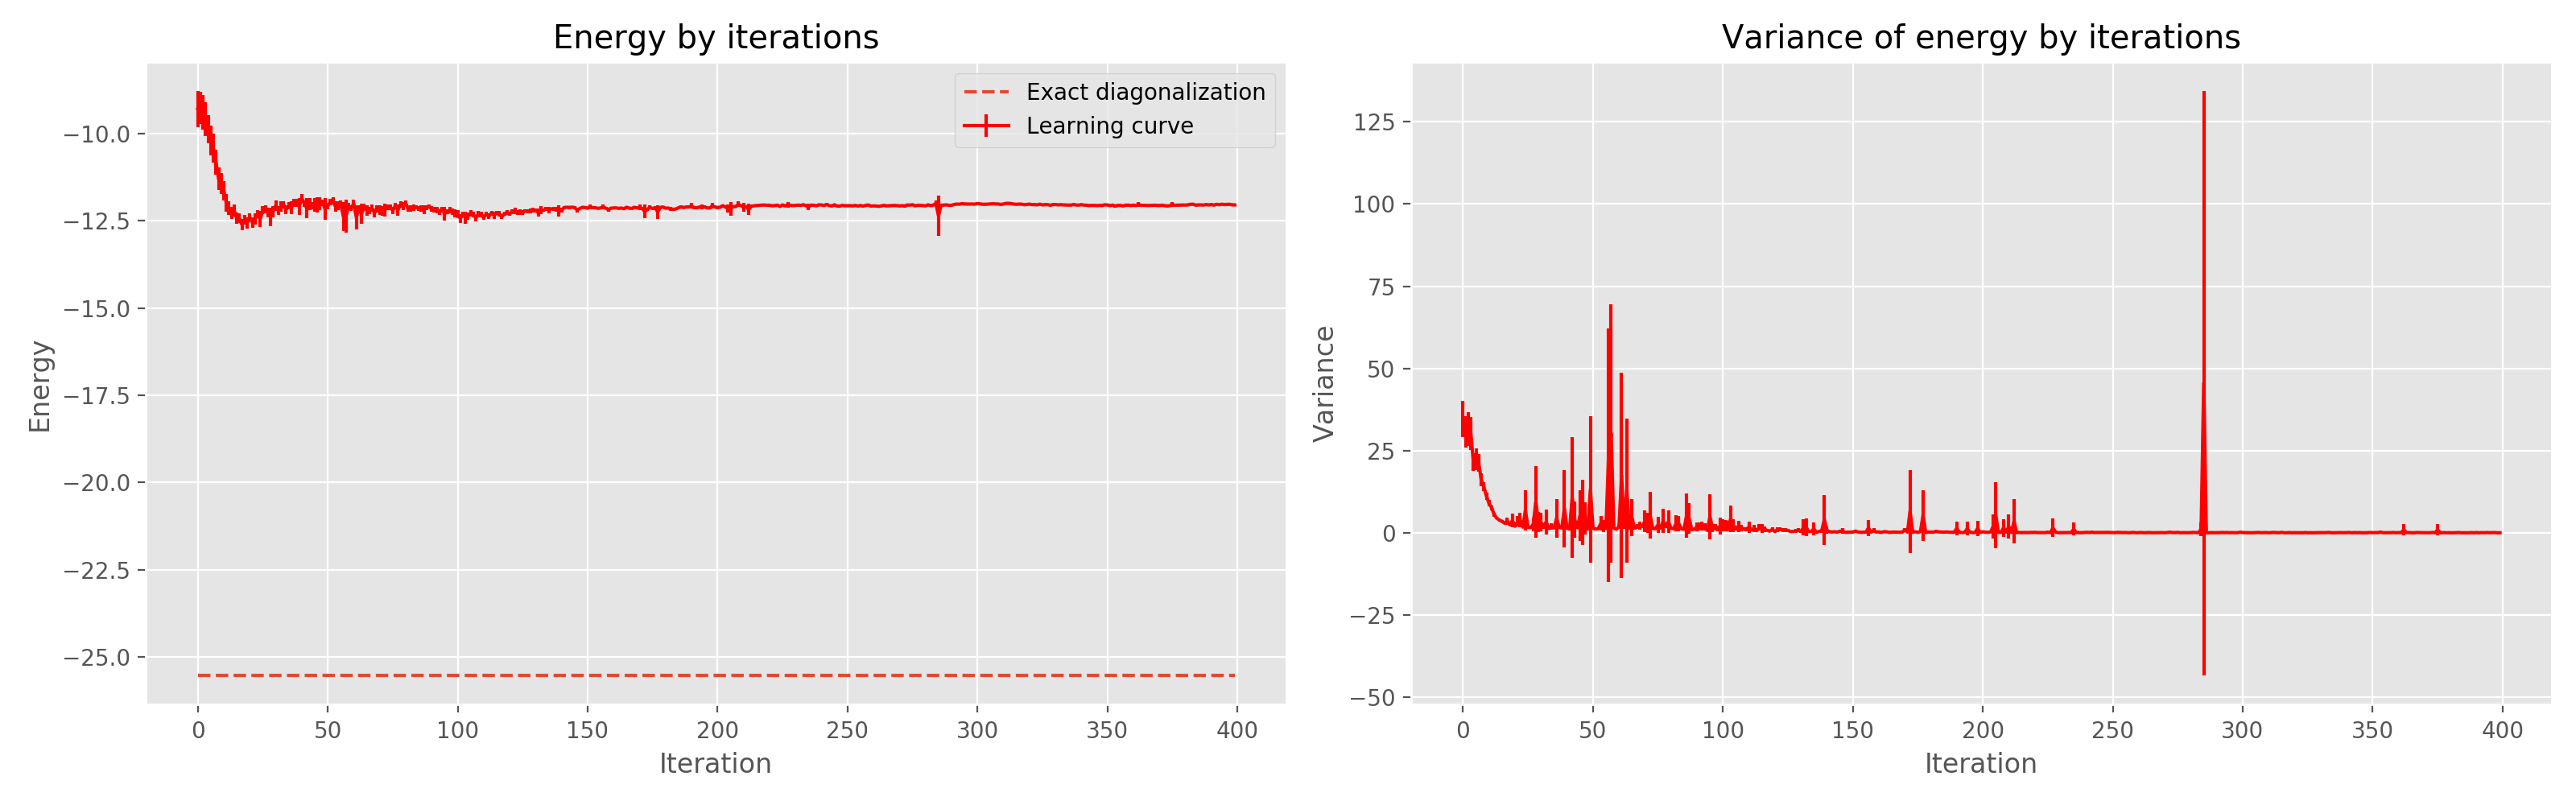 Energy by iterations
Exact diagonalization
Learning curve
−10.0
−12.5
−15.0
−17.5
−20.0
−22.5
−25.0
Energy
0 50 100 150 200 250 300 350 400
Iteration
Variance of energy by iterations
125
100
75
50
25
0
−25
−50
Variance
0 50 100 150 200 250 300 350 400
Iteration